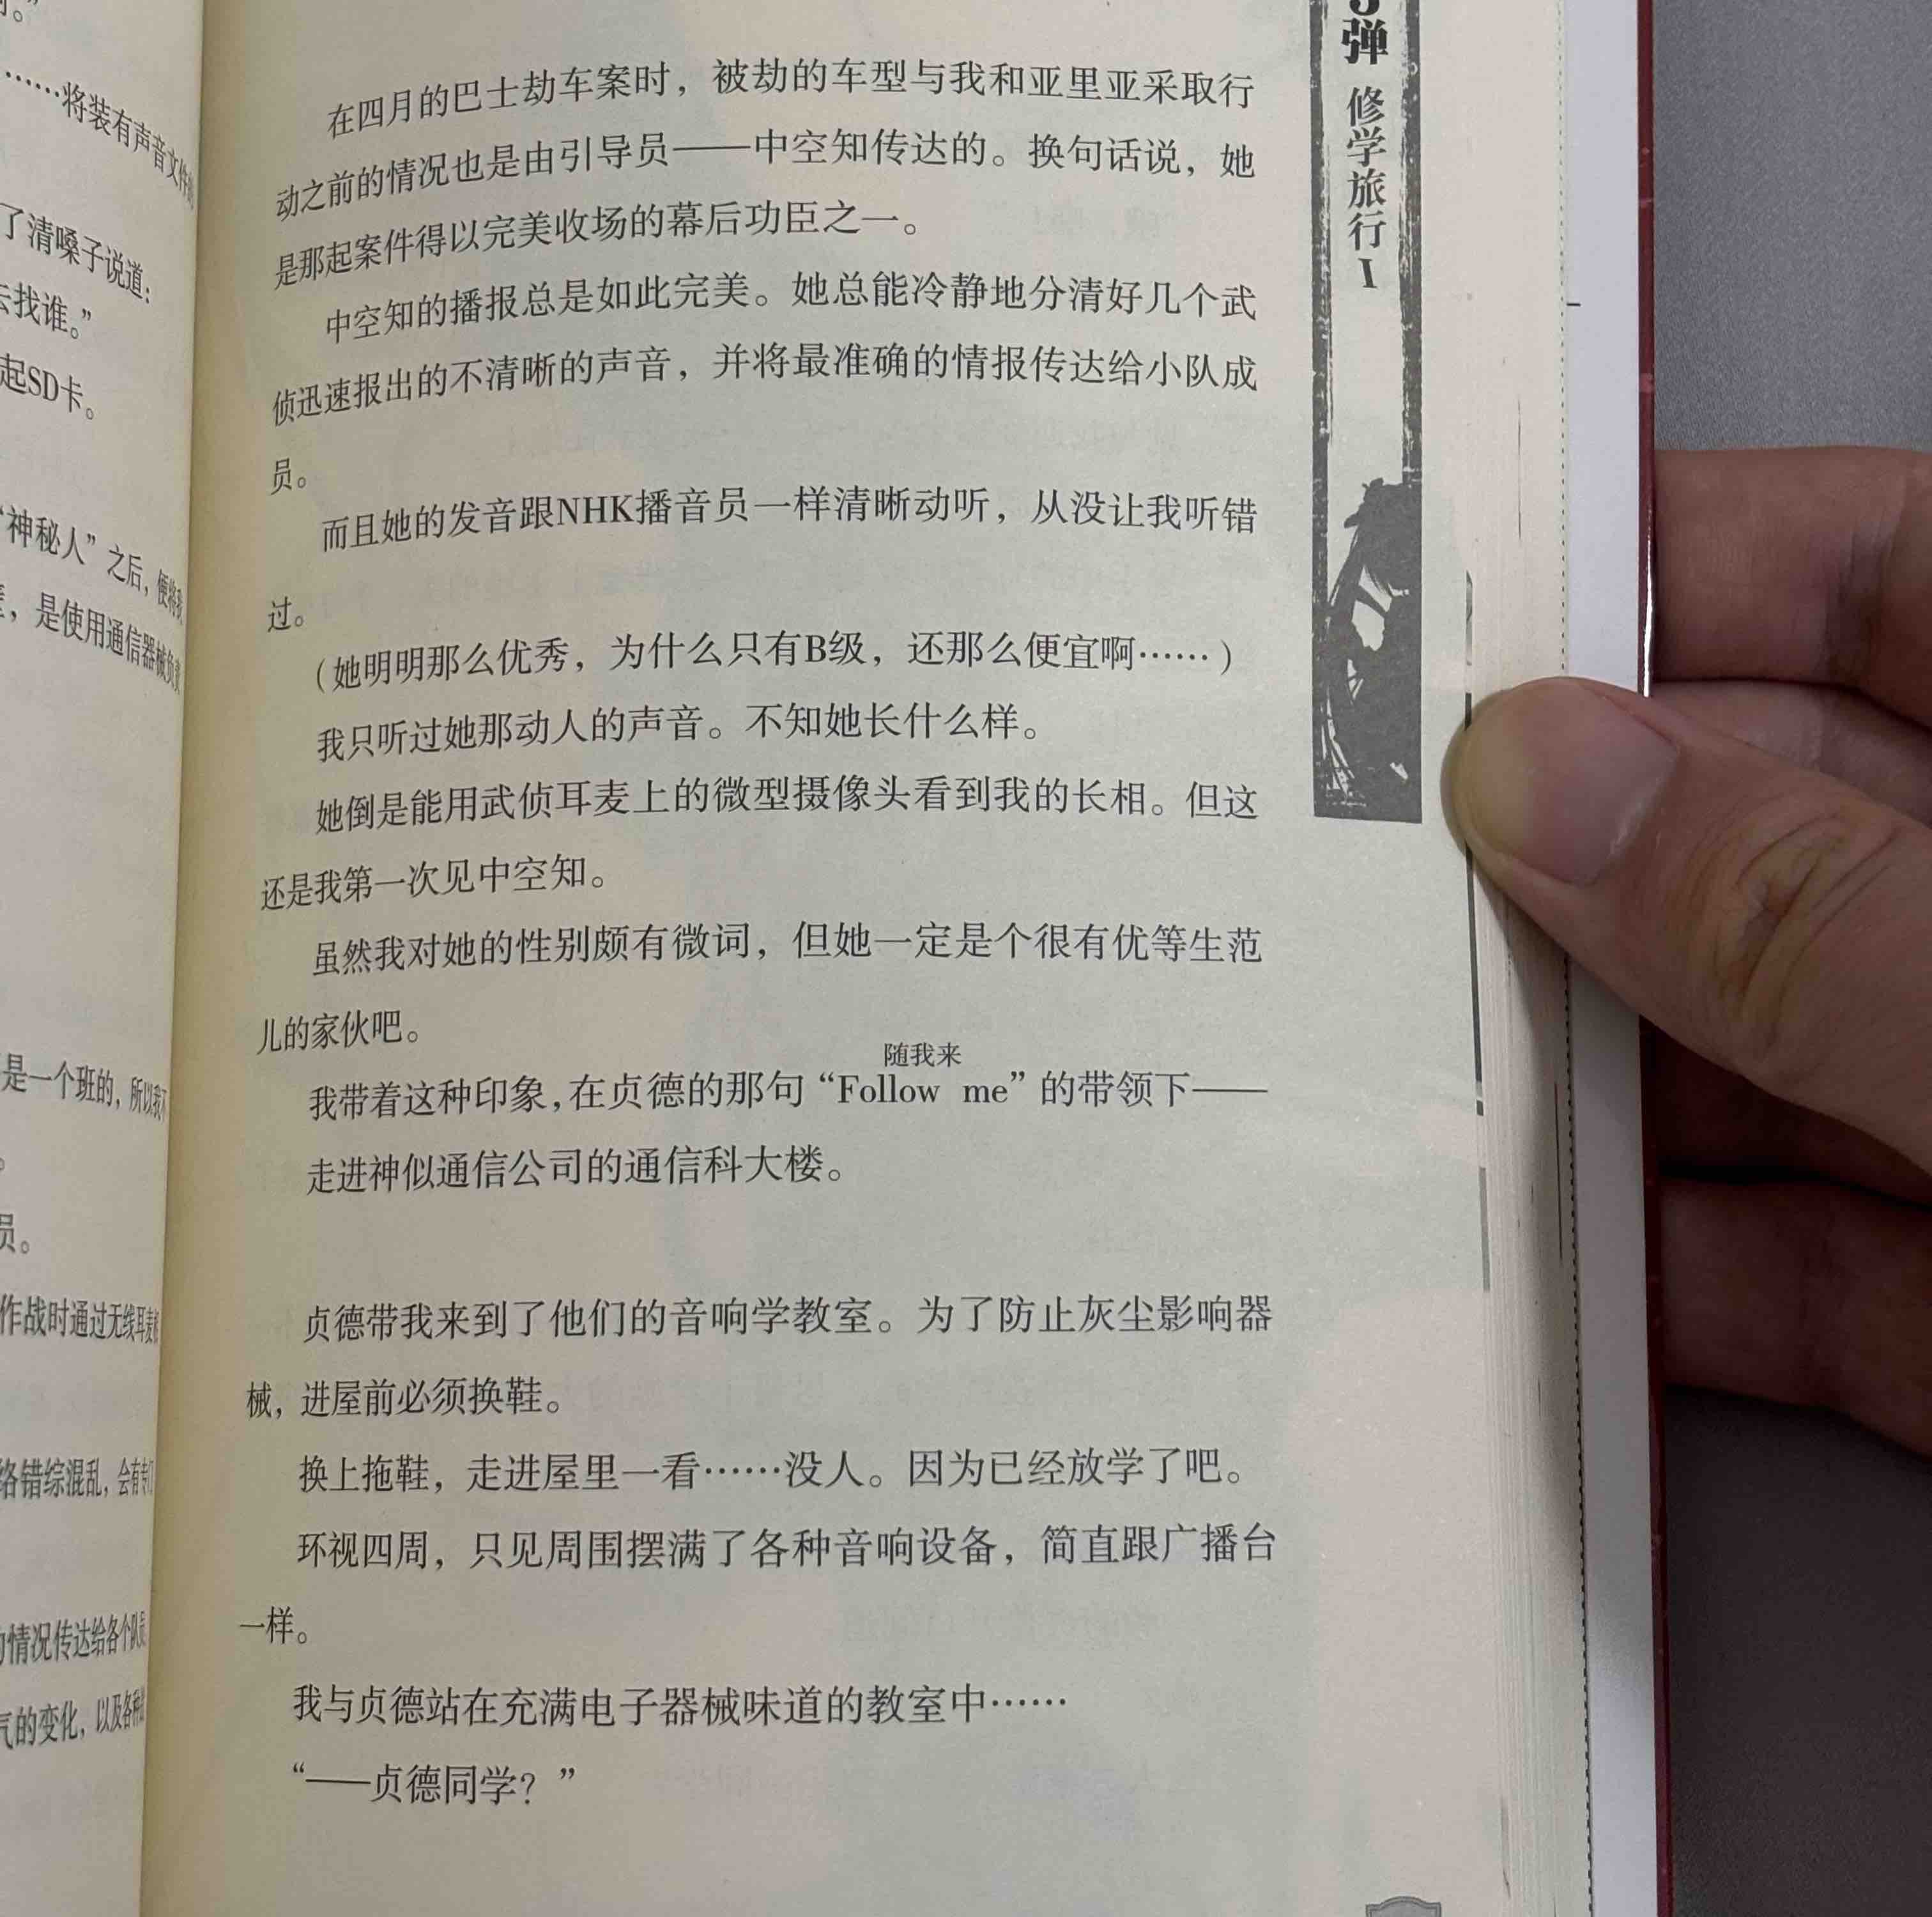 了清嗓子说道：
去找谁。”
起SD卡。
“神秘人”之后，便将我
，是使用通信器械负责
是一个班的，所以我不
员。
作战时通过无线耳麦
络错综混乱，会有专门
情况传达给各个队员
气的变化，以及各种
……将装有声音文件的
在四月的巴士劫车案时，被劫的车型与我和亚里亚采取行
动之前的情况也是由引导员——中空知传达的。换句话说，她
是那起案件得以完美收场的幕后功臣之一。
中空知的播报总是如此完美。她总能冷静地分清好几个武
侦迅速报出的不清晰的声音，并将最准确的情报传达给小队成
员。
而且她的发音跟NHK播音员一样清晰动听，从没让我听错
过。
（她明明那么优秀，为什么只有B级，还那么便宜啊……）
我只听过她那动人的声音。不知她长什么样。
她倒是能用武侦耳麦上的微型摄像头看到我的长相。但这
还是我第一次见中空知。
虽然我对她的性别颇有微词，但她一定是个很有优等生范
儿的家伙吧。
随我来
我带着这种印象，在贞德的那句“Follow me”的带领下——
走进神似通信公司的通信科大楼。
贞德带我来到了他们的音响学教室。为了防止灰尘影响器
械，进屋前必须换鞋。
换上拖鞋，走进屋里一看……没人。因为已经放学了吧。
环视四周，只见周围摆满了各种音响设备，简直跟广播台
一样。
我与贞德站在充满电子器械味道的教室中……
“——贞德同学？”
弹 修学旅行Ⅰ